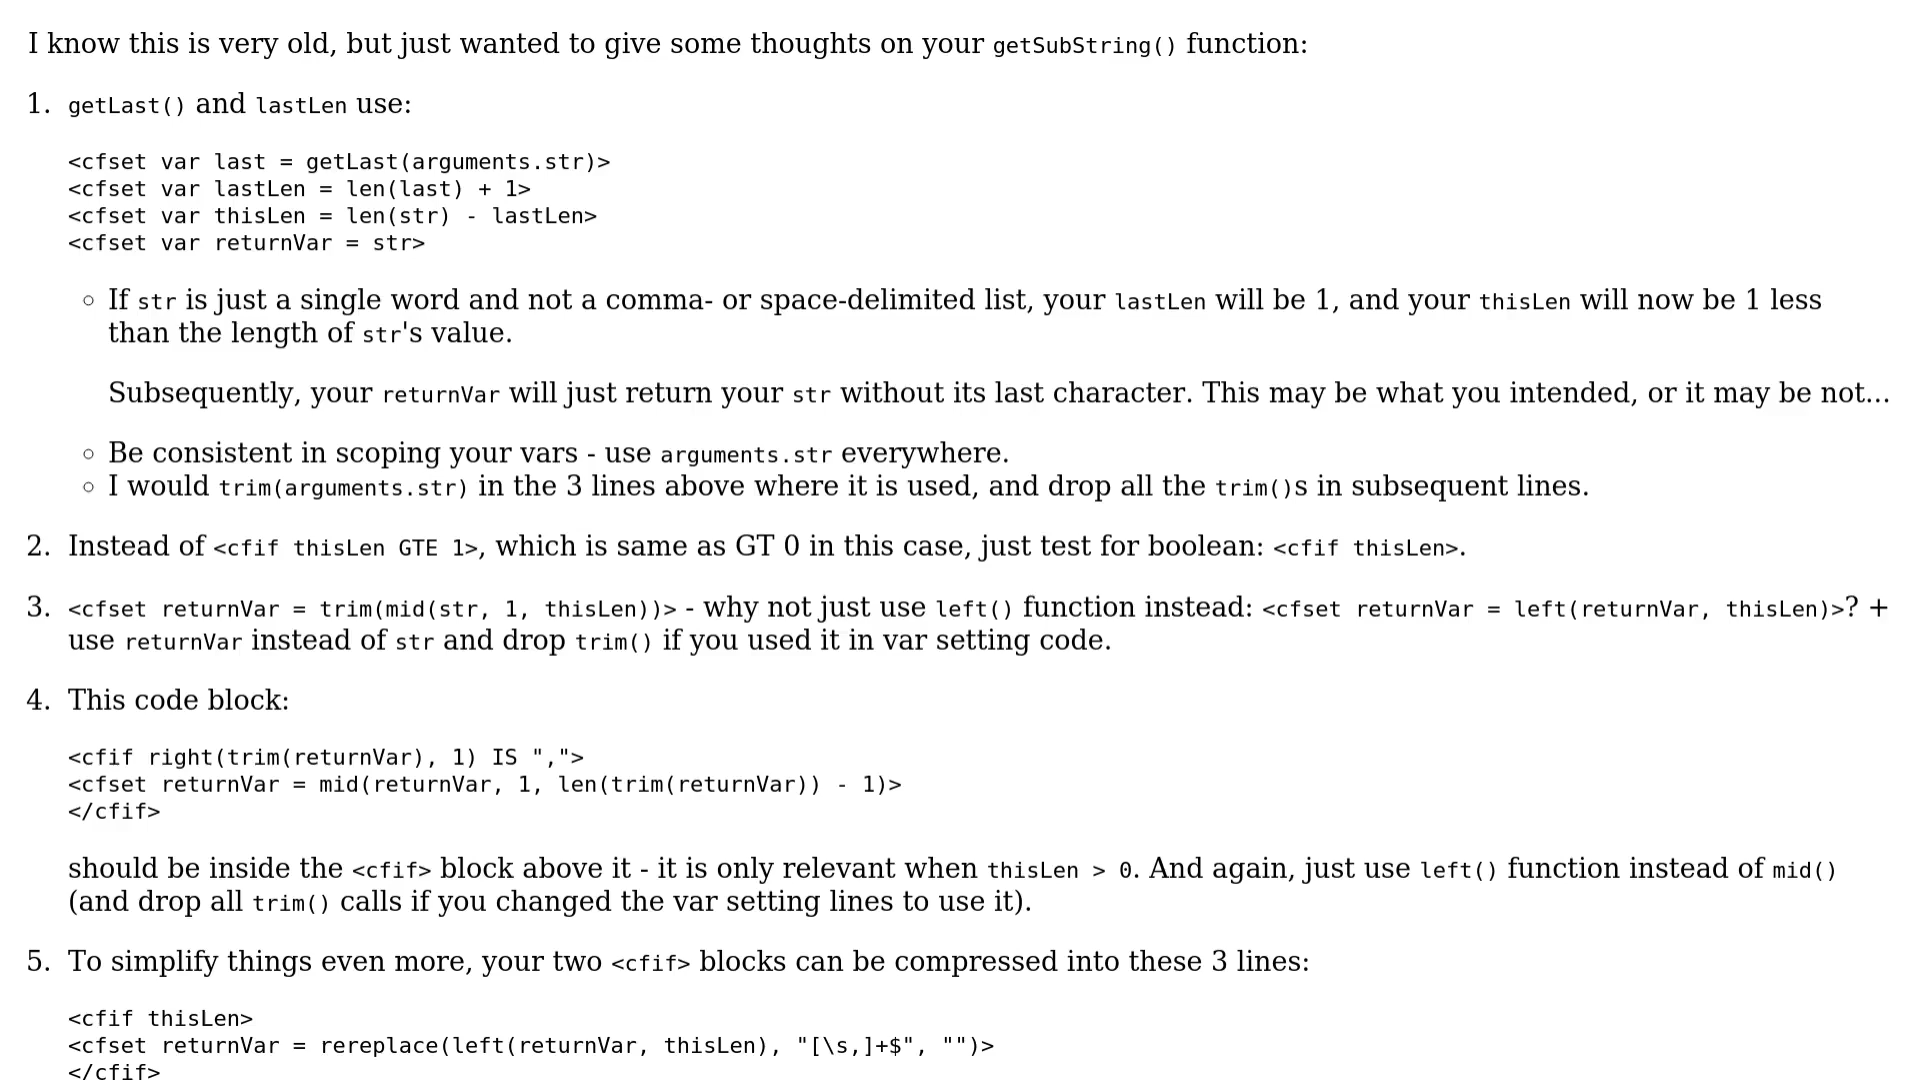 I know this is very old, but just wanted to give some thoughts on your getSubString() function:
1. getLast() and lastLen use:
<cfset var last = getLast(arguments.str)>
<cfset var lastLen = len(last) + 1>
<cfset var thisLen = len(str) - lastLen>
<cfset var returnVar = str>
◦ If str is just a single word and not a comma- or space-delimited list, your lastLen will be 1, and your thisLen will now be 1 less
than the length of str's value.
Subsequently, your returnVar will just return your str without its last character. This may be what you intended, or it may be not...
◦ Be consistent in scoping your vars - use arguments.str everywhere.
◦ I would trim(arguments.str) in the 3 lines above where it is used, and drop all the trim()s in subsequent lines.
2. Instead of <cfif thisLen GTE 1>, which is same as GT 0 in this case, just test for boolean: <cfif thisLen>.
3. <cfset returnVar = trim(mid(str, 1, thisLen))> - why not just use left() function instead: <cfset returnVar = left(returnVar, thisLen)>? +
use returnVar instead of str and drop trim() if you used it in var setting code.
4. This code block:
<cfif right(trim(returnVar), 1) IS ",">
<cfset returnVar = mid(returnVar, 1, len(trim(returnVar)) - 1)>
</cfif>
should be inside the <cfif> block above it - it is only relevant when thisLen > 0. And again, just use left() function instead of mid()
(and drop all trim() calls if you changed the var setting lines to use it).
5. To simplify things even more, your two <cfif> blocks can be compressed into these 3 lines:
<cfif thisLen>
<cfset returnVar = rereplace(left(returnVar, thisLen), "[\s,]+$", "")>
</cfif>